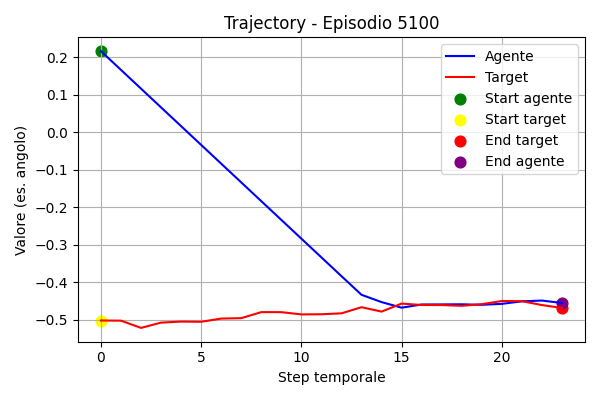 Trajectory - Episodio 5100
Valore (es. angolo)
0.2
0.1
0.0
−0.1
−0.2
−0.3
−0.4
−0.5
Agente
Target
Start agente
Start target
End target
End agente
0 5 10 15 20
Step temporale